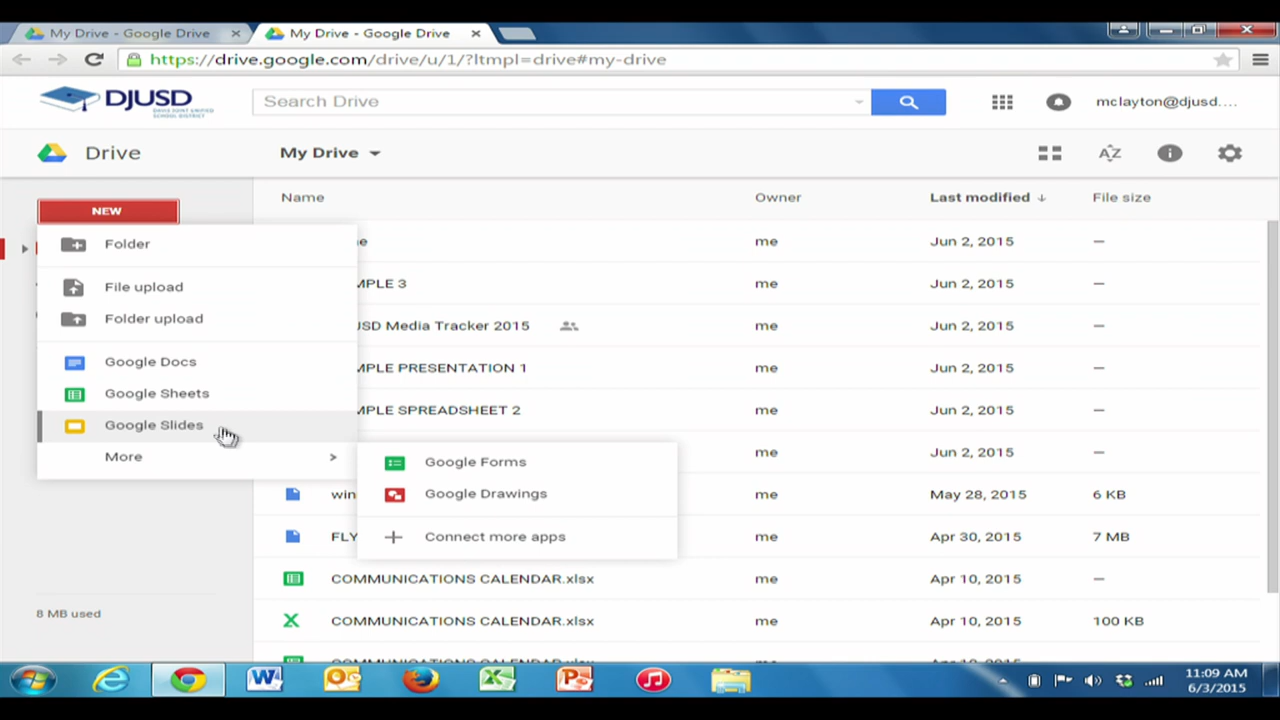 My Drive - Google Drive
My Drive - Google Drive
https://drive.google.com/drive/u/1/?ltmpl=drive#my-drive
DJUSD
DAVIS JOINT UNIFIED
SCHOOL DISTRICT
Search Drive
mclayton@djusd....
Drive
My Drive
AZ
NEW
Name
Owner
Last modified
File size
Folder
me
Jun 2, 2015
—
File upload
MPLE 3
me
Jun 2, 2015
—
Folder upload
USD Media Tracker 2015
me
Jun 2, 2015
—
Google Docs
MPLE PRESENTATION 1
me
Jun 2, 2015
—
Google Sheets
MPLE SPREADSHEET 2
me
Jun 2, 2015
—
Google Slides
More
me
Jun 2, 2015
—
Google Forms
Google Drawings
Connect more apps
win
me
May 28, 2015
6 KB
FLY
me
Apr 30, 2015
7 MB
COMMUNICATIONS CALENDAR.xlsx
me
Apr 10, 2015
—
COMMUNICATIONS CALENDAR.xlsx
me
Apr 10, 2015
100 KB
8 MB used
11:09 AM
6/3/2015